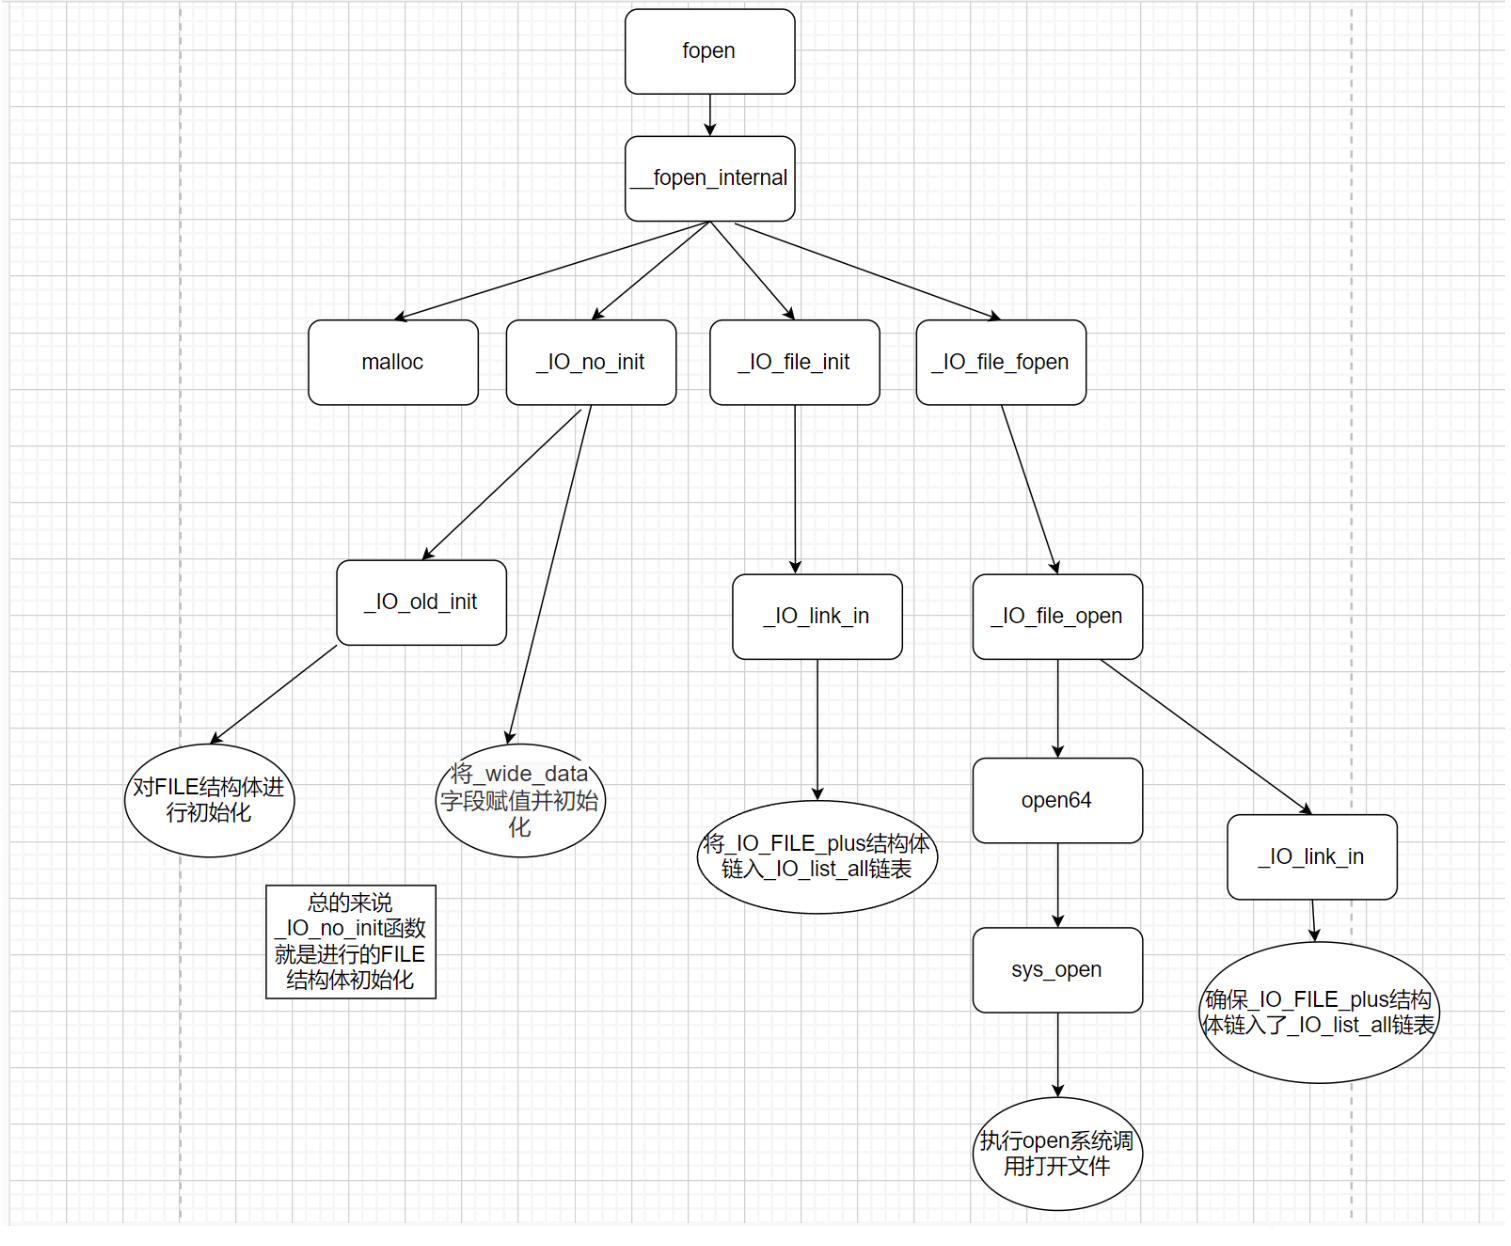 fopen
__fopen_internal
malloc
_IO_no_init
_IO_file_init
_IO_file_fopen
_IO_old_init
_IO_link_in
_IO_file_open
对FILE结构体进
行初始化
将_wide_data
字段赋值并初始
化
open64
将_IO_FILE_plus结构体
链入_IO_list_all链表
_IO_link_in
总的来说
_IO_no_init函数
就是进行的FILE
结构体初始化
sys_open
确保_IO_FILE_plus结构
体链入了_IO_list_all链表
执行open系统调
用打开文件